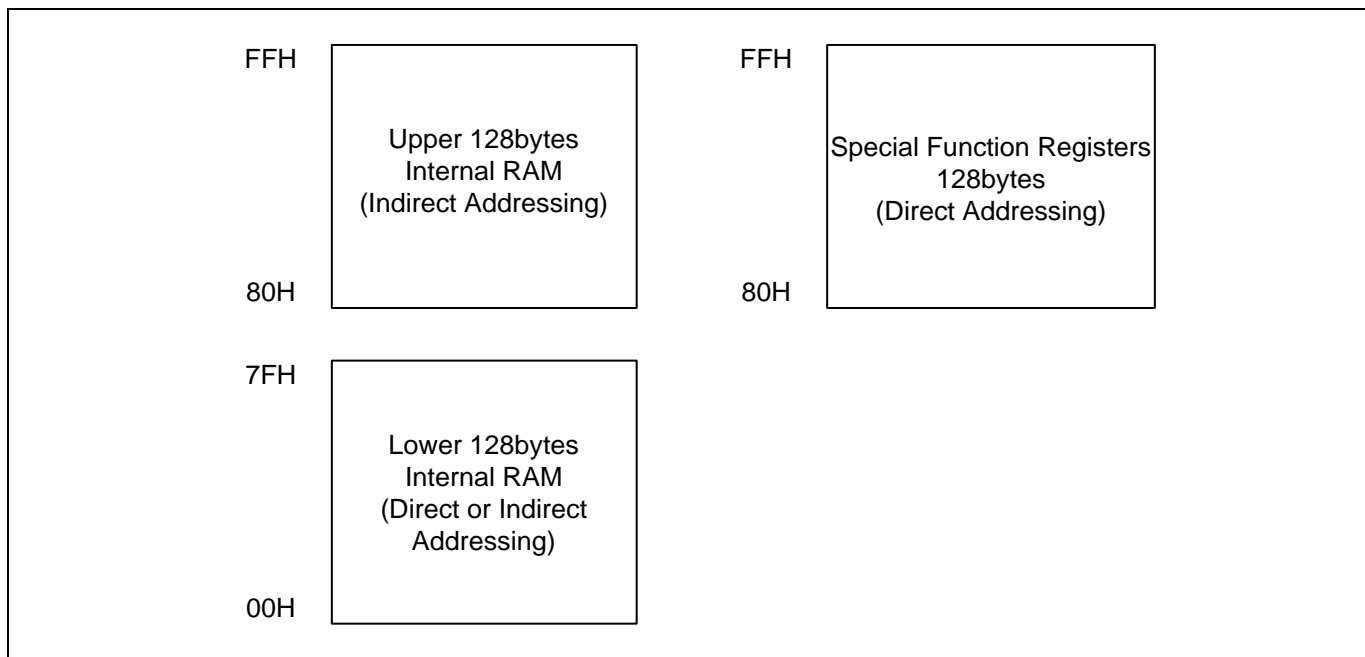 FFH
Upper 128bytes
Internal RAM
(Indirect Addressing)
80H
FFH
Special Function Registers
128bytes
(Direct Addressing)
80H
7FH
Lower 128bytes
Internal RAM
(Direct or Indirect
Addressing)
00H